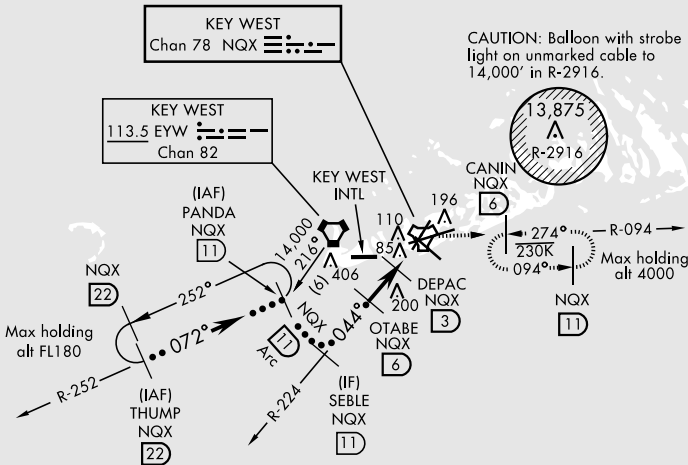 KEY WEST
Chan 78 NQX
CAUTION: Balloon with strobe
light on unmarked cable to
14,000' in R-2916.
KEY WEST
113.5 EYW
Chan 82
13,875
R-2916
KEY WEST
INTL
CANIN
NQX
6
(IAF)
PANDA
NQX
11
196
110
85
406
200
14,000
216°
(6)
274°
230K
094°
R-094
Max holding
alt 4000
NQX
11
NQX
22
252°
072°
Max holding
alt FL180
R-252
NQX
11
Arc
044°
R-224
DEPAC
NQX
3
OTABE
NQX
6
(IF)
SEBLE
NQX
11
(IAF)
THUMP
NQX
22